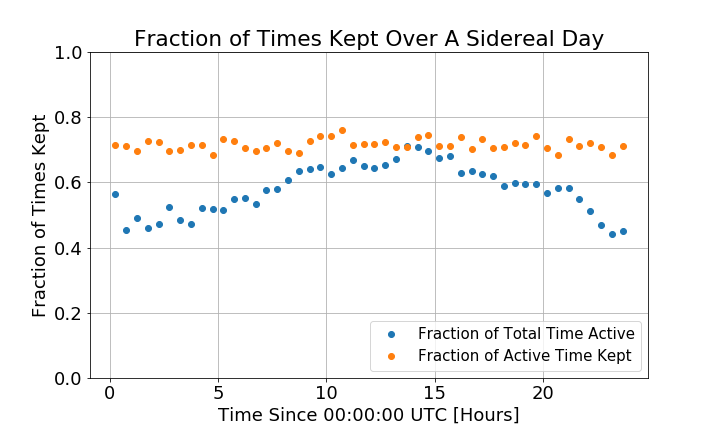 Fraction of Times Kept Over A Sidereal Day
Fraction of Times Kept
1.0
0.8
0.6
0.4
0.2
0.0
0 5 10 15 20
Time Since 00:00:00 UTC [Hours]
Fraction of Total Time Active
Fraction of Active Time Kept